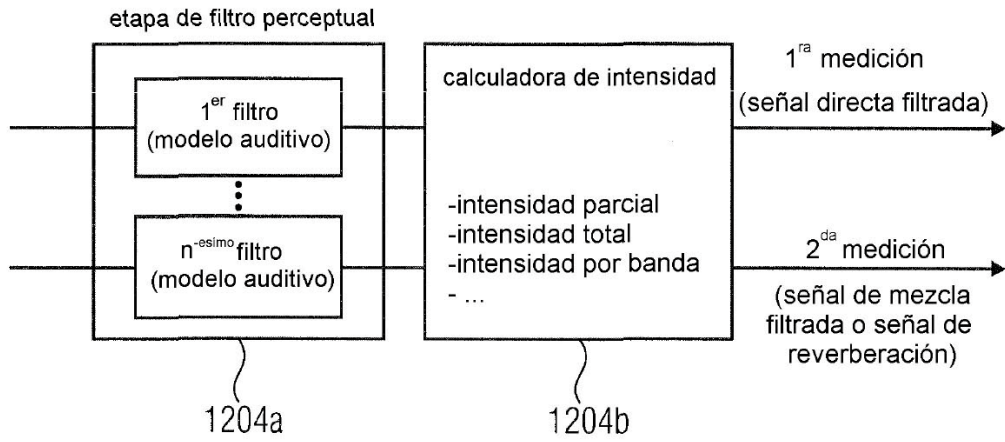 etapa de filtro perceptual
1er filtro
(modelo auditivo)
n-esimo filtro
(modelo auditivo)
1204a
calculadora de intensidad
-intensidad parcial
-intensidad total
-intensidad por banda
- ...
1204b
1ra medición
(señal directa filtrada)
2da medición
(señal de mezcla
filtrada o señal de
reverberación)